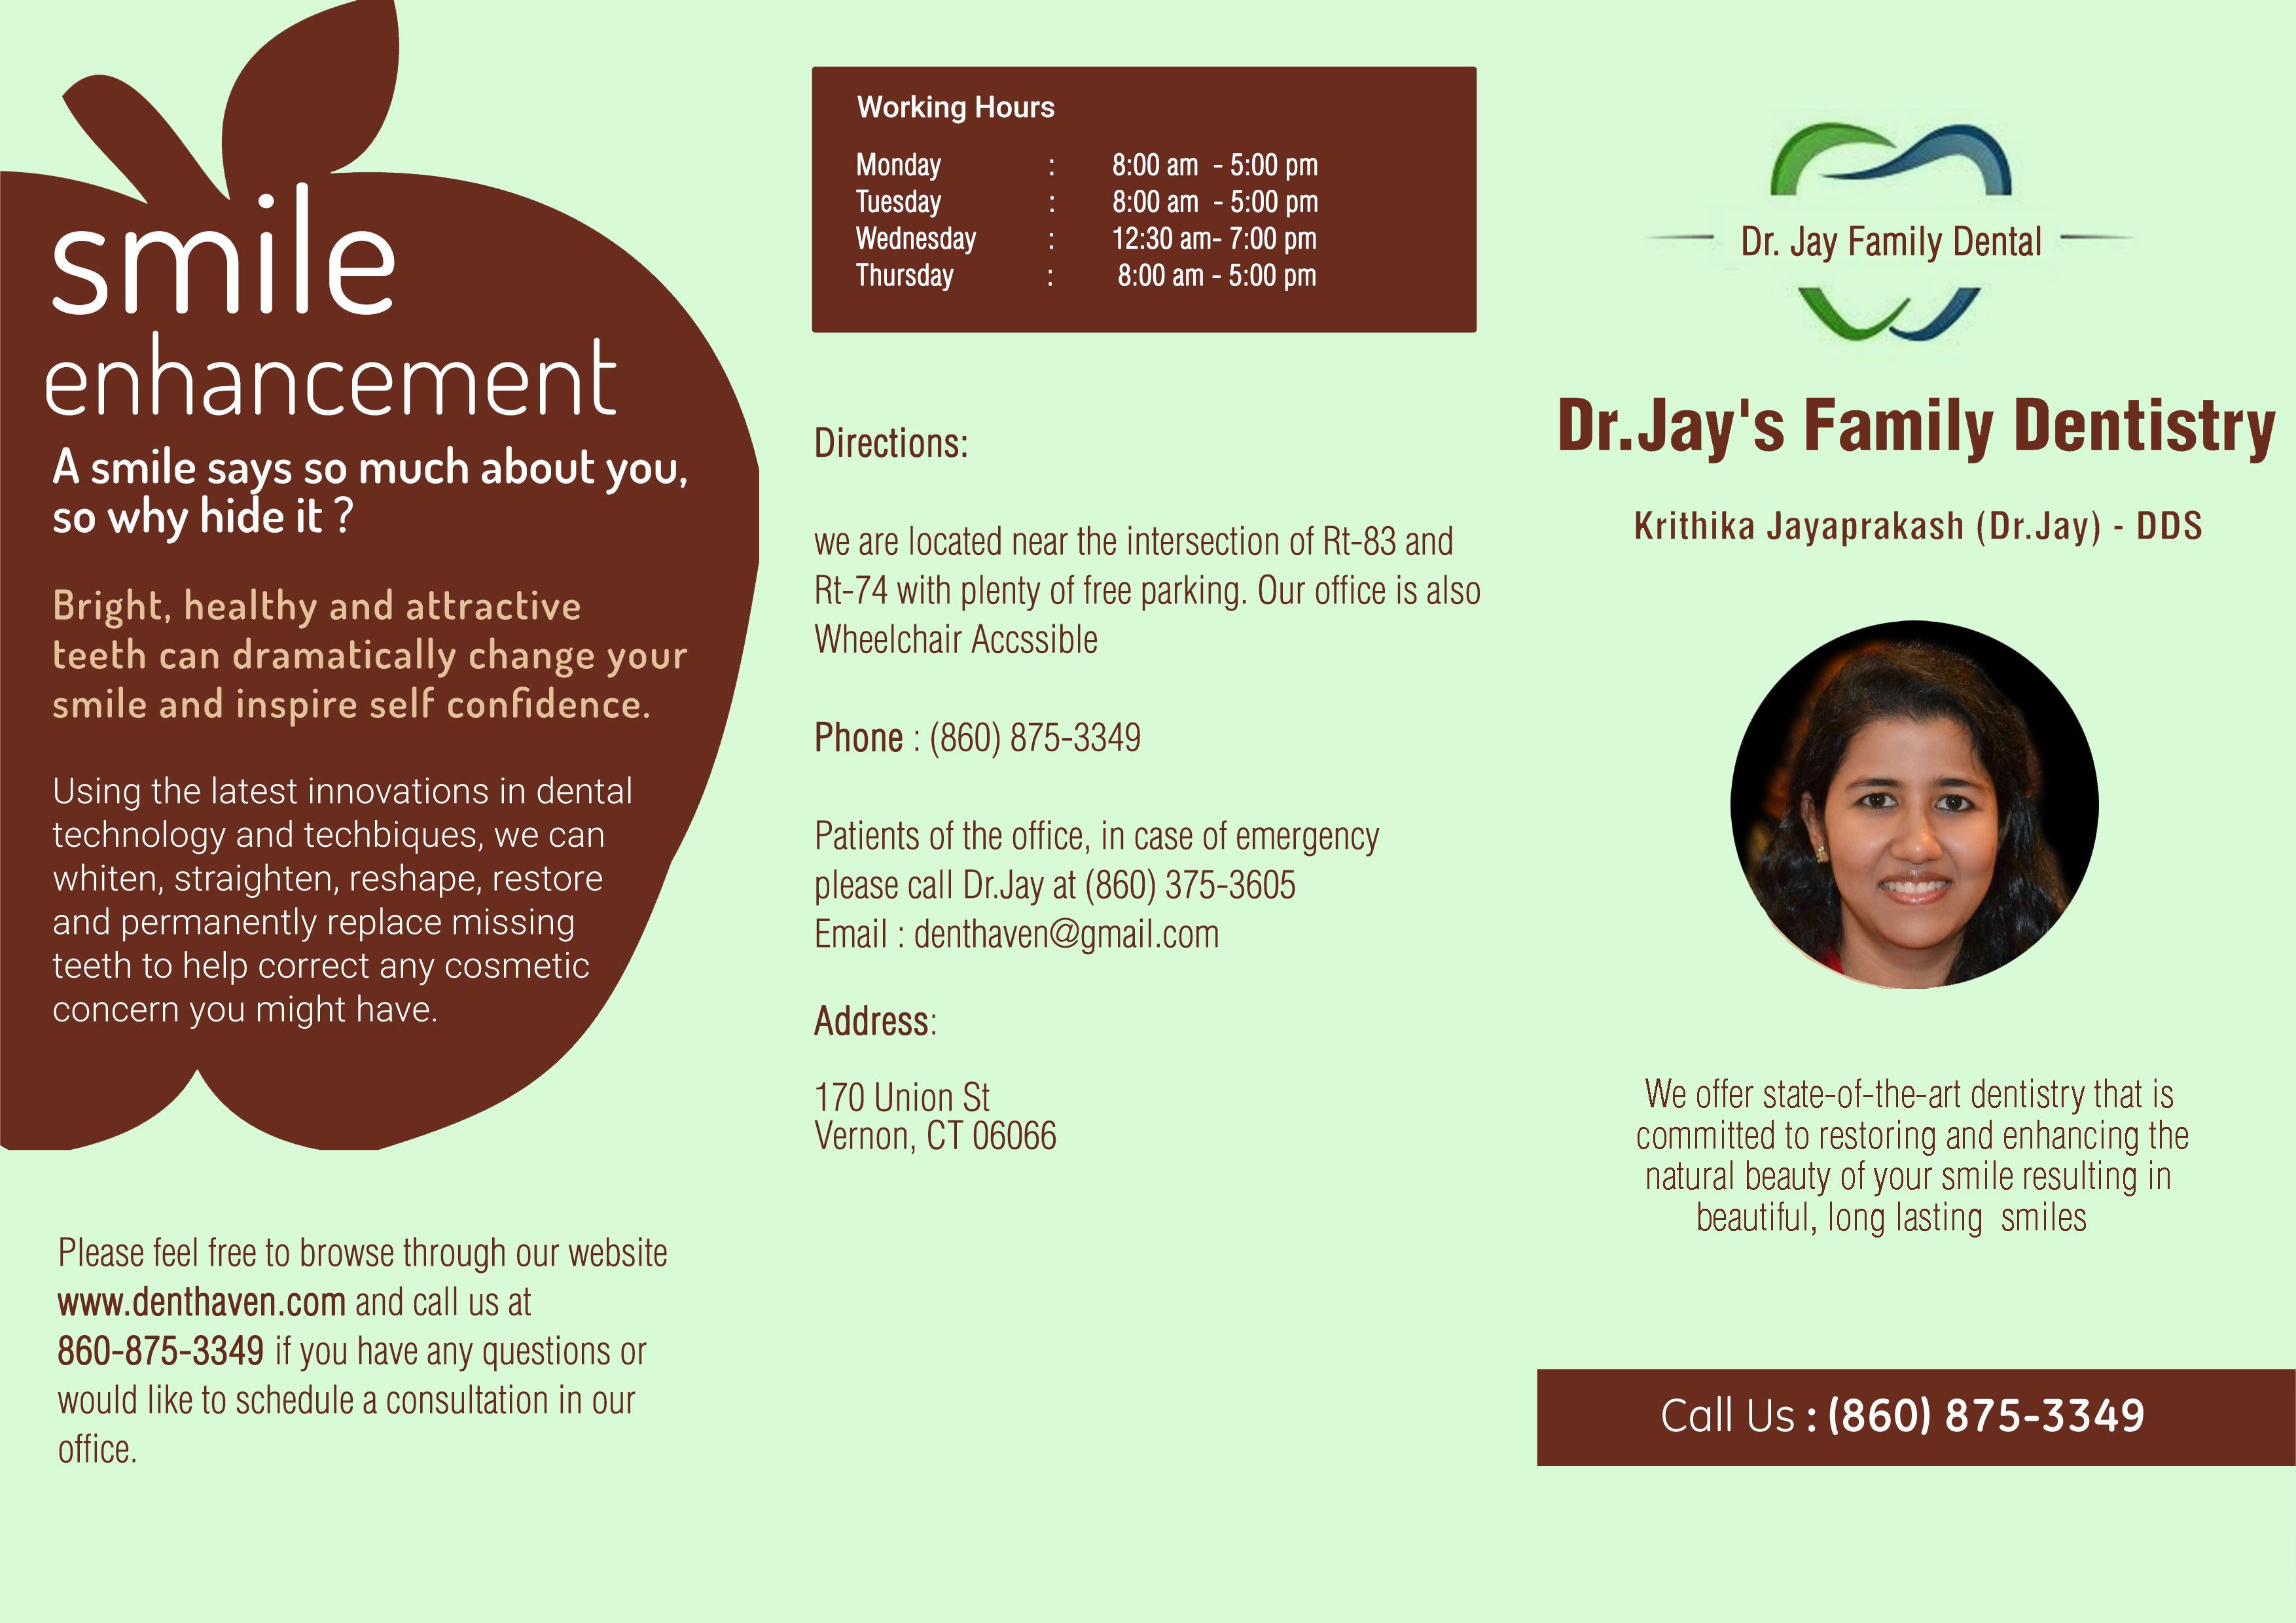 smile
enhancement
A smile says so much about you,
so why hide it ?
Bright, healthy and attractive
teeth can dramatically change your
smile and inspire self confidence.
Using the latest innovations in dental
technology and techbiques, we can
whiten, straighten, reshape, restore
and permanently replace missing
teeth to help correct any cosmetic
concern you might have.
Please feel free to browse through our website
www.denthaven.com and call us at
860-875-3349 if you have any questions or
would like to schedule a consultation in our
office.
Working Hours
Monday : 8:00 am - 5:00 pm
Tuesday : 8:00 am - 5:00 pm
Wednesday : 12:30 am- 7:00 pm
Thursday : 8:00 am - 5:00 pm
Directions:
we are located near the intersection of Rt-83 and
Rt-74 with plenty of free parking. Our office is also
Wheelchair Accssible
Phone : (860) 875-3349
Patients of the office, in case of emergency
please call Dr.Jay at (860) 375-3605
Email : denthaven@gmail.com
Address:
170 Union St
Vernon, CT 06066
Dr. Jay Family Dental
Dr.Jay's Family Dentistry
Krithika Jayaprakash (Dr.Jay) - DDS
We offer state-of-the-art dentistry that is
committed to restoring and enhancing the
natural beauty of your smile resulting in
beautiful, long lasting smiles
Call Us : (860) 875-3349